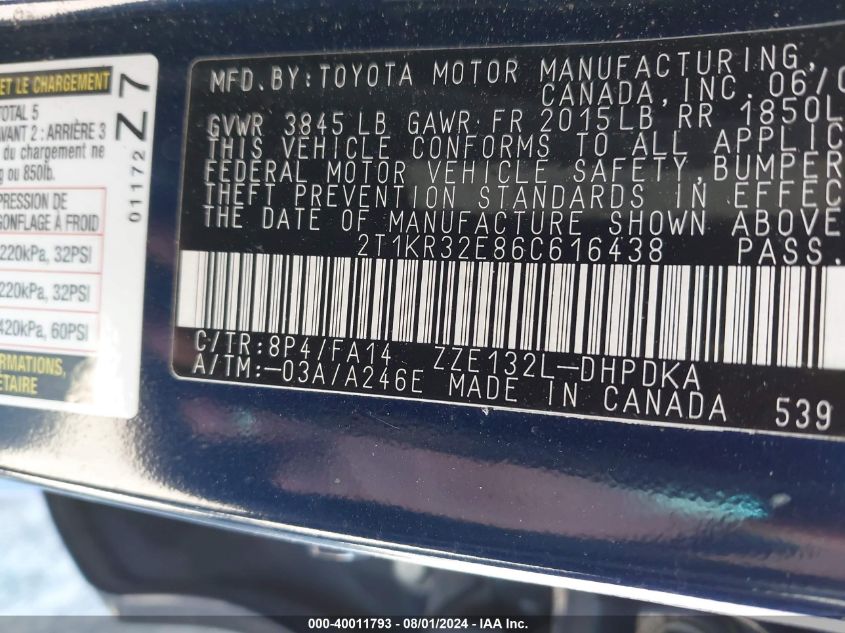 ET LE CHARGEMENT
TOTAL 5
AVANT 2 : ARRIÈRE 3
du chargement ne
ou 850lb.
PRESSION DE
GONFLAGE À FROID
220kPa, 32PSI
220kPa, 32PSI
420kPa, 60PSI
Z7
01172
MFD.BY:TOYOTA MOTOR MANUFACTURING,
CANADA, INC. 06/0
GVWR 3845 LB GAWR FR 2015LB RR 1850L
THIS VEHICLE CONFORMS TO ALL APPLIC
FEDERAL MOTOR VEHICLE SAFETY,BUMPER
THEFT PREVENTION STANDARDS IN EFFEC
THE DATE OF MANUFACTURE SHOWN ABOVE
2T1KR32E86C616438 PASS.
C/TR:8P4/FA14 ZZE132L-DHPDKA
A/TM:-03A/A246E MADE IN CANADA 539
000-40011793 - 08/01/2024 - IAA Inc.